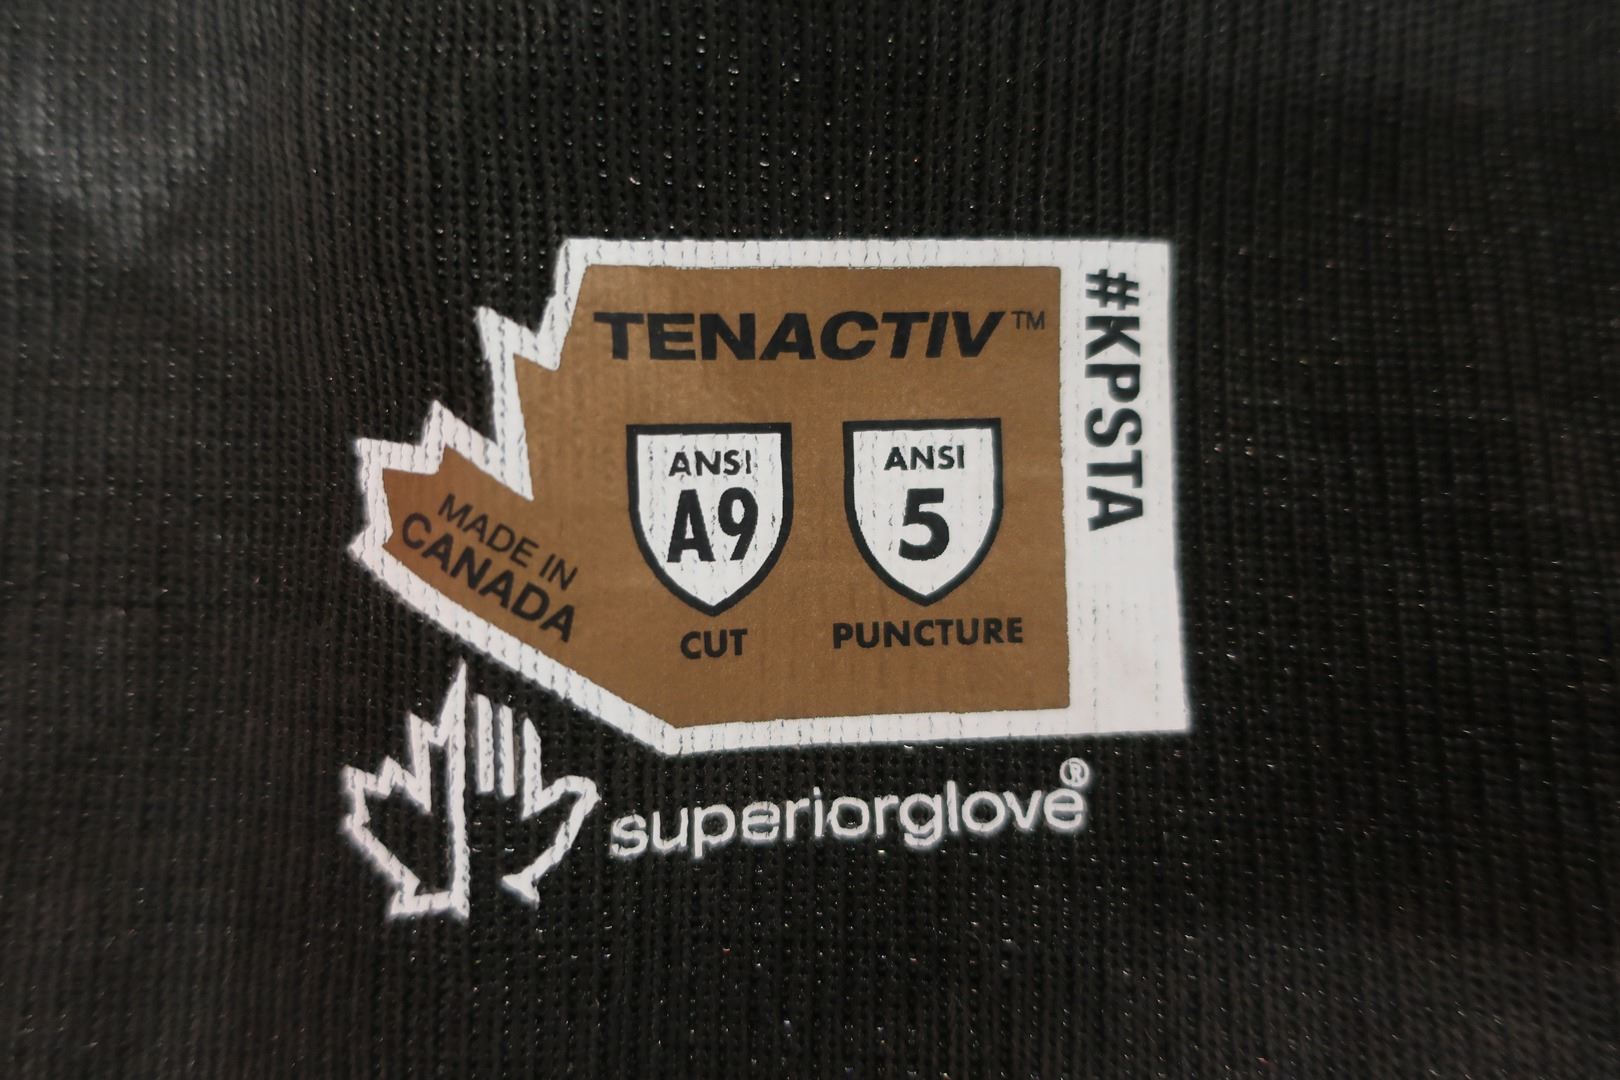 TENACTIV™
#KPSTA
ANSI
A9
CUT
ANSI
5
PUNCTURE
MADE IN
CANADA
superiorglove®